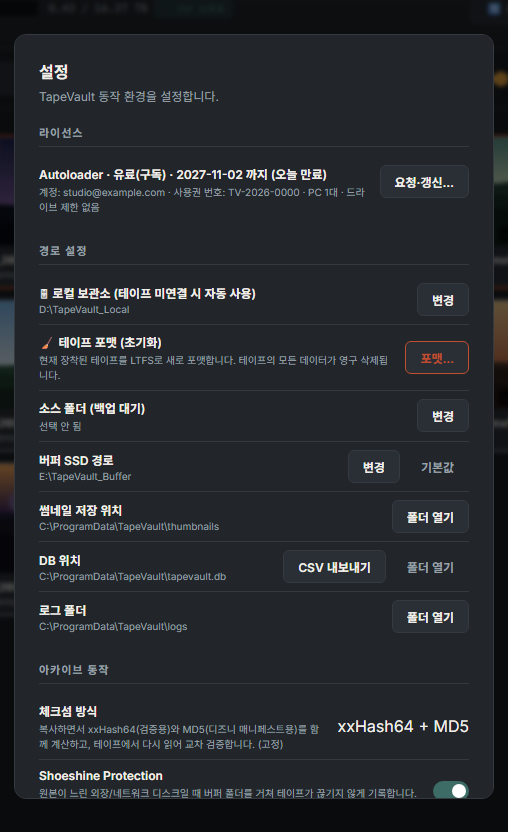 설정
TapeVault 동작 환경을 설정합니다.
라이선스
Autoloader · 유료(구독) · 2027-11-02 까지 (오늘 만료)
요청·갱신...
계정: studio@example.com · 사용권 번호: TV-2026-0000 · PC 1대 · 드라
이브 제한 없음
경로 설정
로컬 보관소 (테이프 미연결 시 자동 사용)
D:\TapeVault_Local
변경
테이프 포맷 (초기화)
현재 장착된 테이프를 LTFS로 새로 포맷합니다. 테이프의 모든 데이터가 영구 삭제됩
니다.
포맷...
소스 폴더 (백업 대기)
선택 안 됨
변경
버퍼 SSD 경로
E:\TapeVault_Buffer
변경
기본값
썸네일 저장 위치
C:\ProgramData\TapeVault\thumbnails
폴더 열기
DB 위치
C:\ProgramData\TapeVault\tapevault.db
CSV 내보내기
폴더 열기
로그 폴더
C:\ProgramData\TapeVault\logs
폴더 열기
아카이브 동작
체크섬 방식
복사하면서 xxHash64(검증용)와 MD5(디즈니 매니페스트용)를 함
께 계산하고, 테이프에서 다시 읽어 교차 검증합니다. (고정)
xxHash64 + MD5
Shoeshine Protection
원본이 느린 외장/네트워크 디스크일 때 버퍼 폴더를 거쳐 테이프가 끊기지 않게 기록합니다.